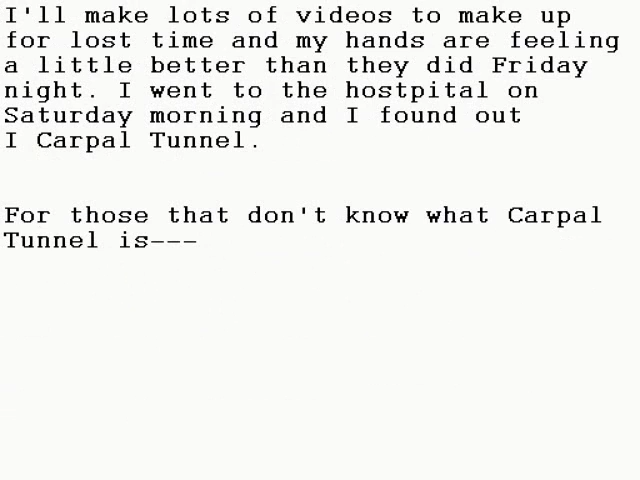 I'll make lots of videos to make up
for lost time and my hands are feeling
a little better than they did Friday
night. I went to the hostpital on
Saturday morning and I found out
I Carpal Tunnel.
For those that don't know what Carpal
Tunnel is---